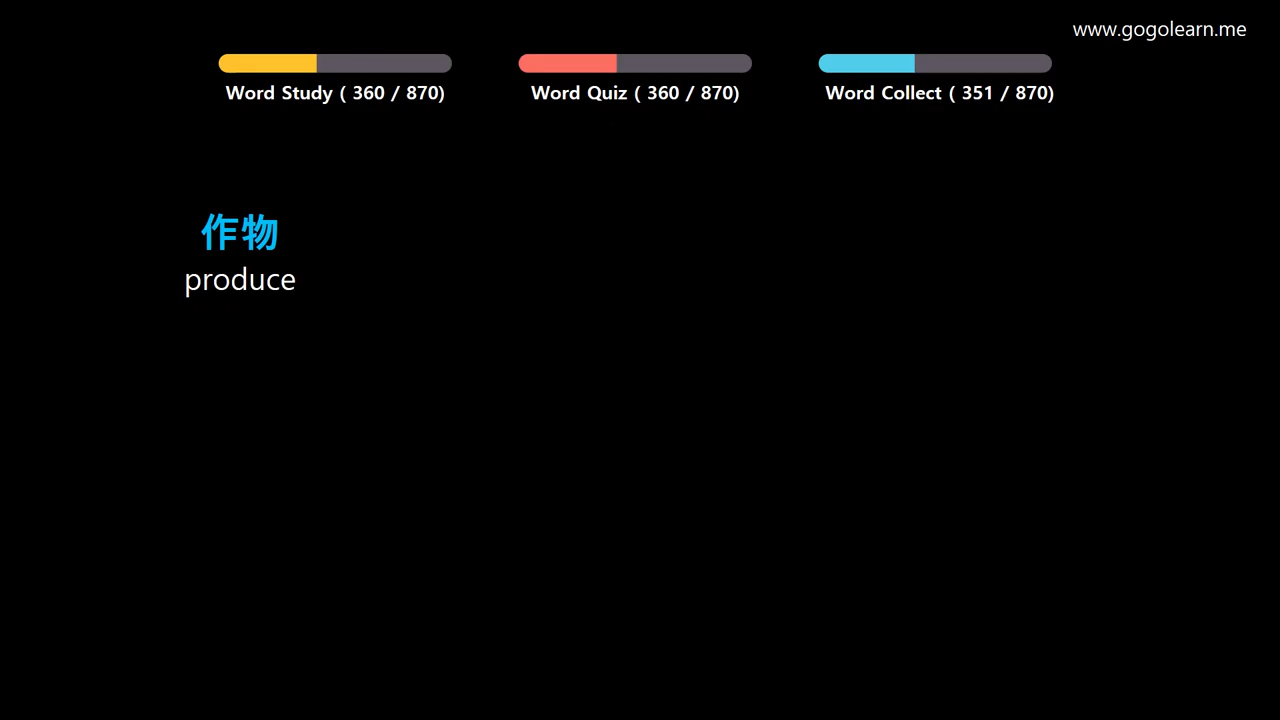 www.gogolearn.me
Word Study ( 360 / 870)
Word Quiz ( 360 / 870)
Word Collect ( 351 / 870)
作物
produce